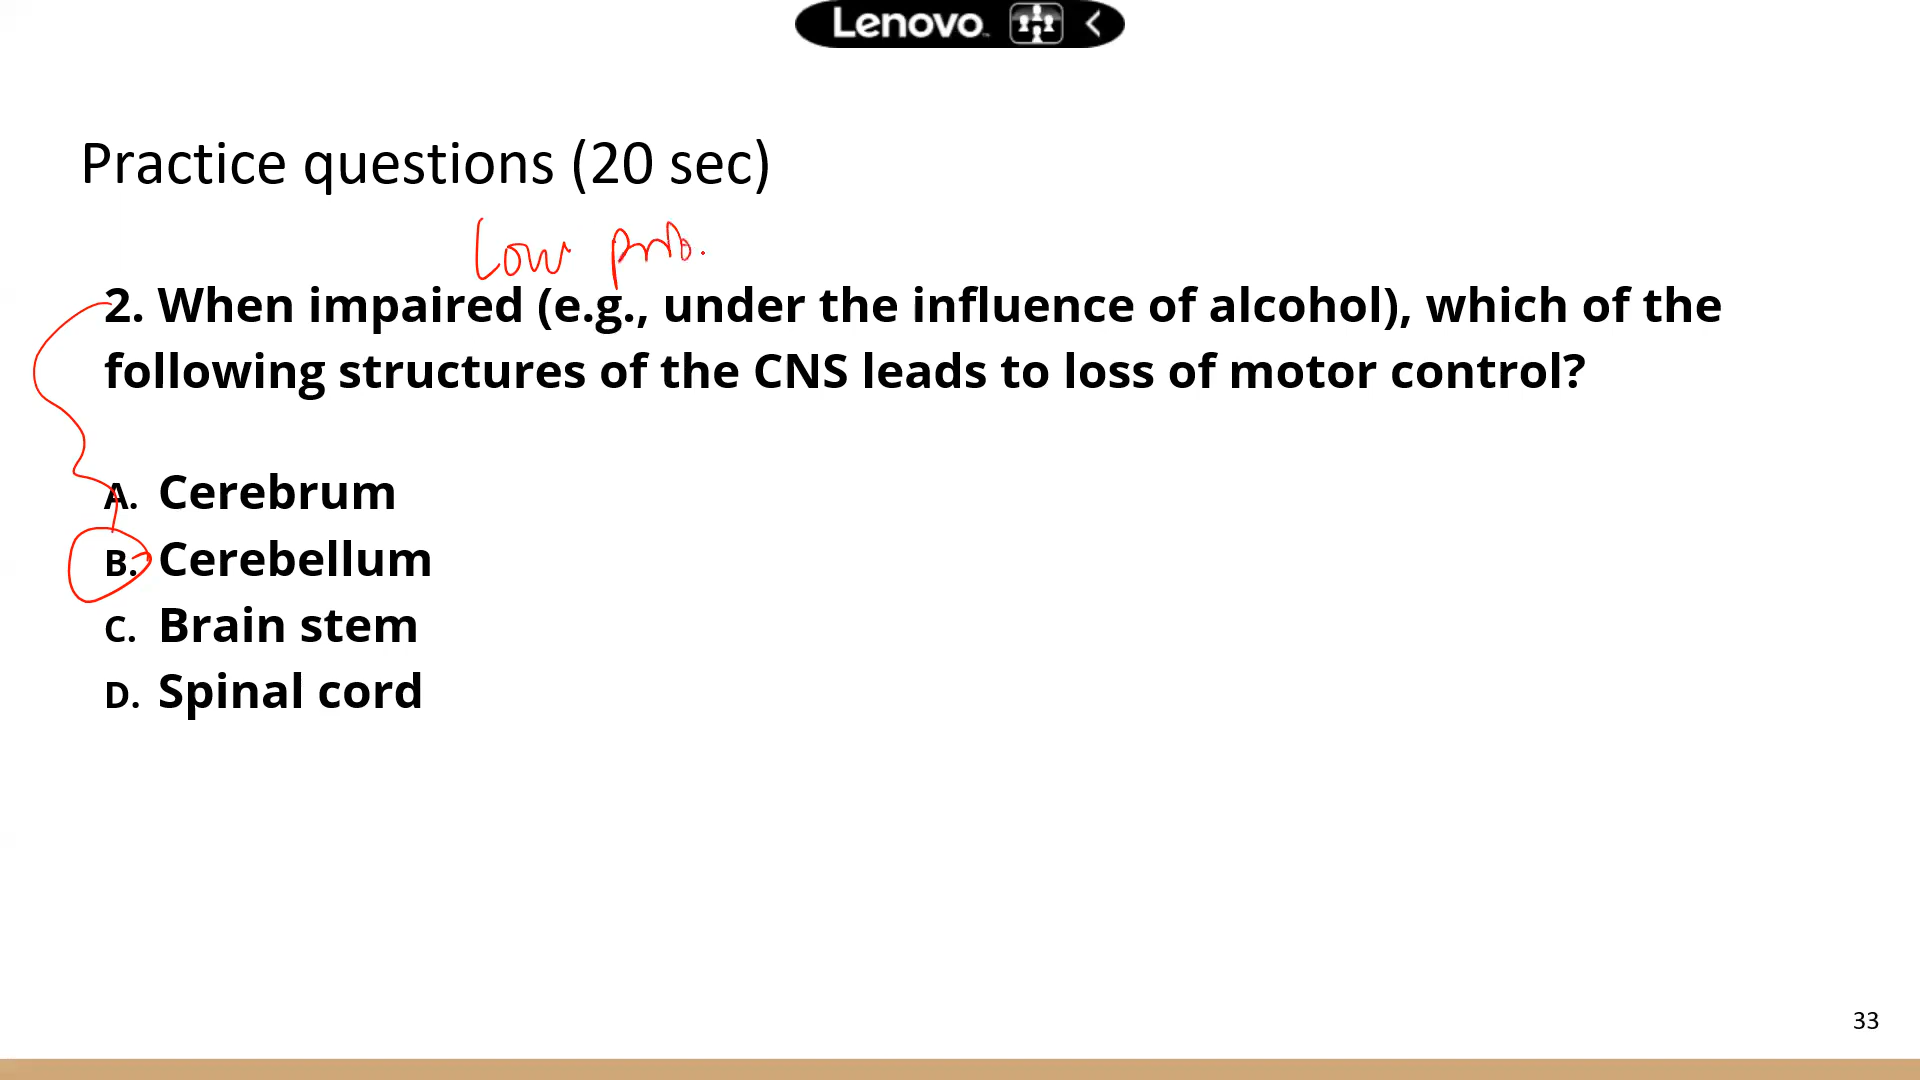 Lenovo
Practice questions (20 sec)
Low prob.
2. When impaired (e.g., under the influence of alcohol), which of the
following structures of the CNS leads to loss of motor control?
A. Cerebrum
B. Cerebellum
C. Brain stem
D. Spinal cord
33